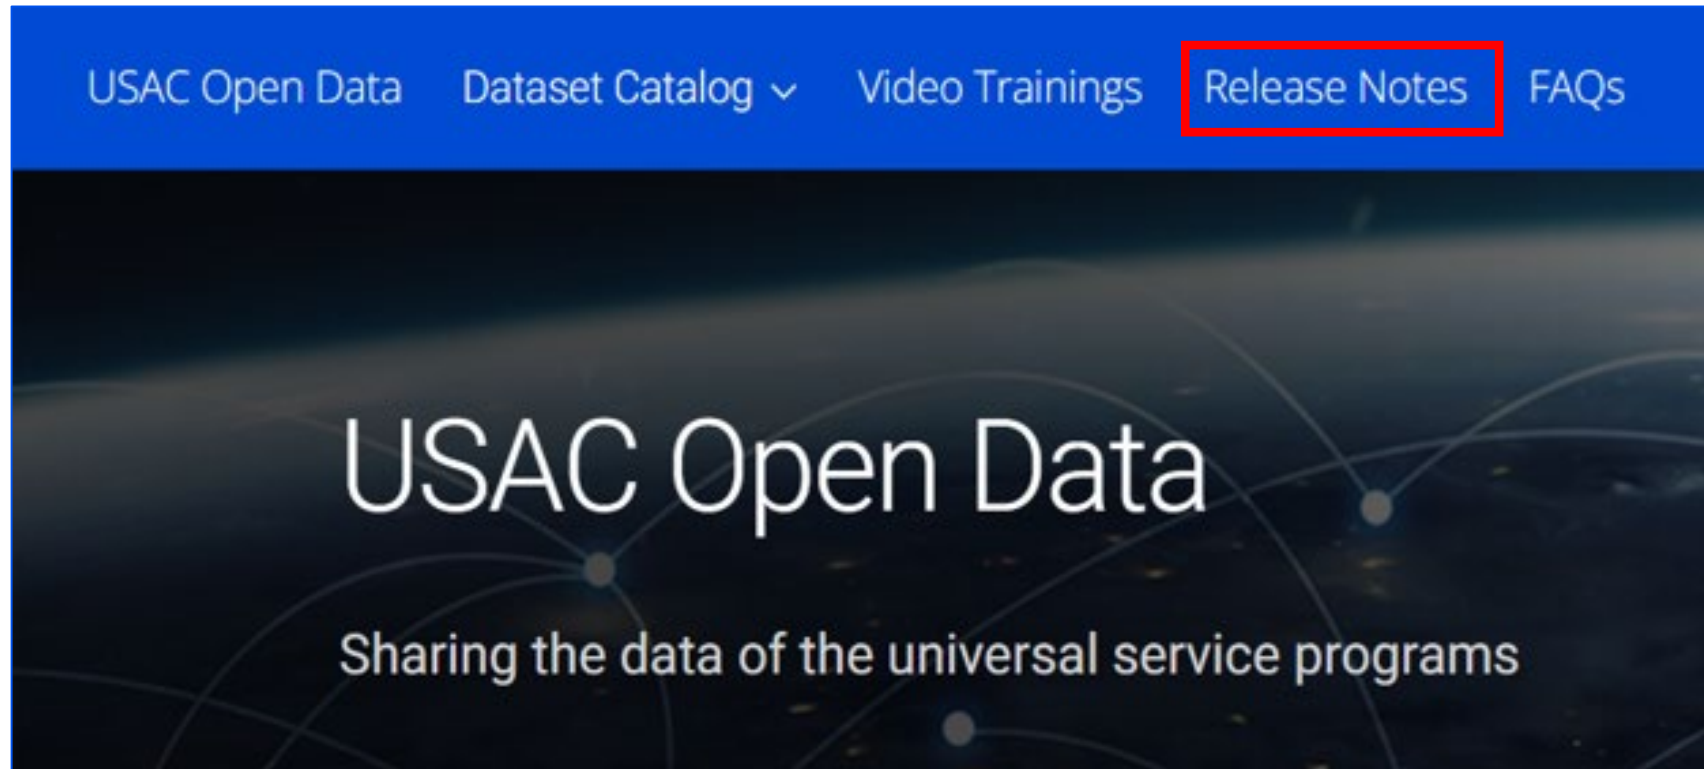 USAC Open Data Dataset Catalog Video Trainings Release Notes FAQs
USAC Open Data
Sharing the data of the universal service programs